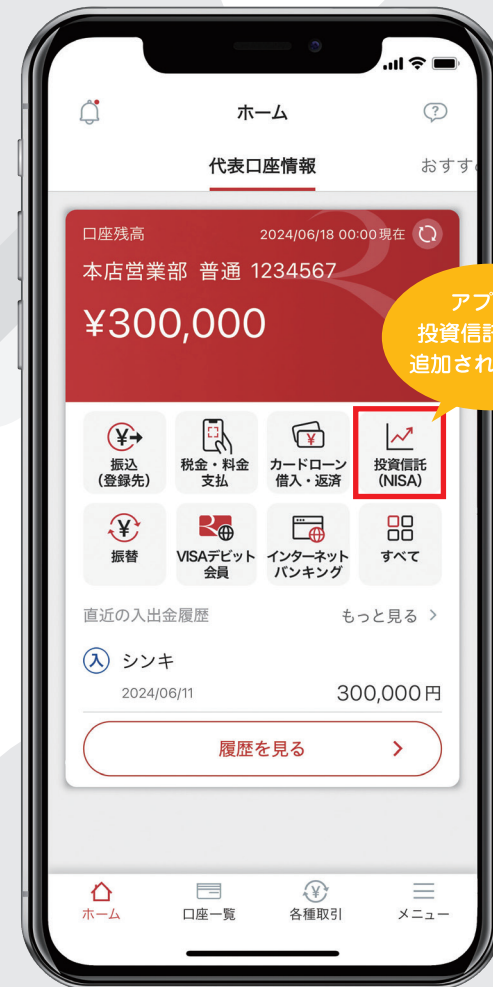 ホーム
代表口座情報
おすす
口座残高
2024/06/18 00:00現在
本店営業部 普通 1234567
¥300,000
アプ
投資信託
追加され
振込
(登録先)
税金・料金
支払
カードローン
借入・返済
投資信託
(NISA)
振替
VISAデビット
会員
インターネット
バンキング
すべて
直近の入出金履歴
もっと見る
入 シンキ
2024/06/11
300,000円
履歴を見る
ホーム
口座一覧
各種取引
メニュー